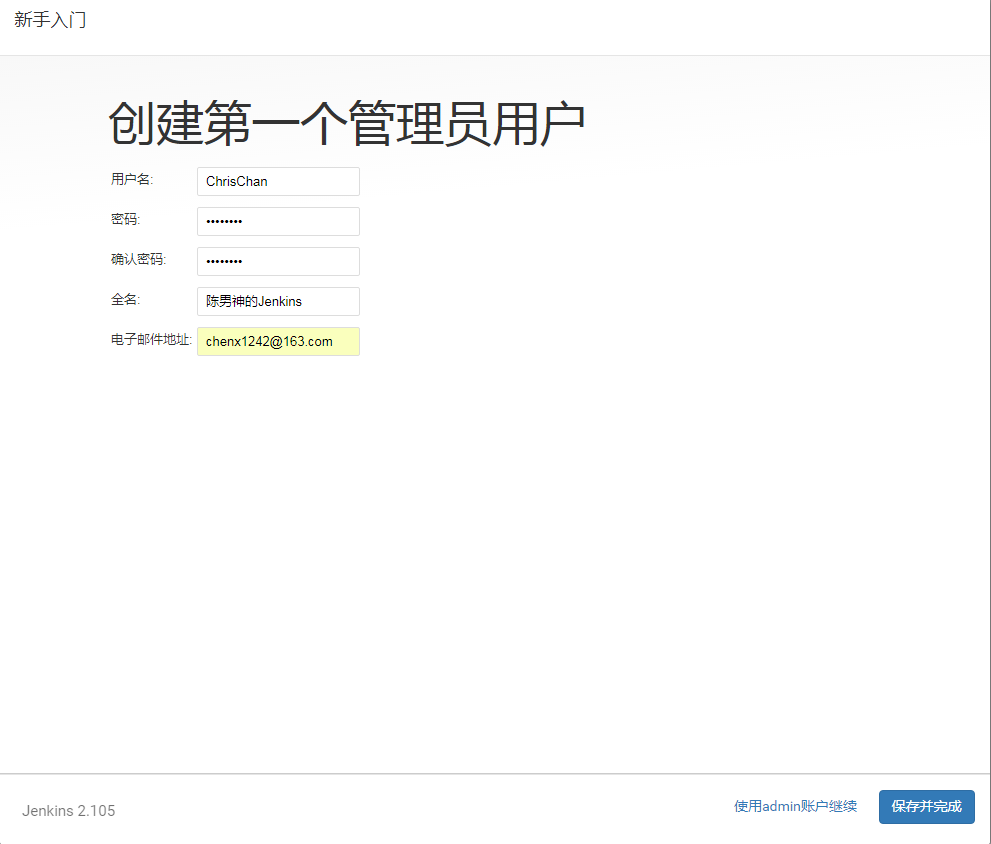 新手入门
创建第一个管理员用户
用户名: ChrisChan
密码: ••••••••
确认密码: ••••••••
全名: 陈男神的Jenkins
电子邮件地址: chenx1242@163.com
Jenkins 2.105 使用admin账户继续 保存并完成